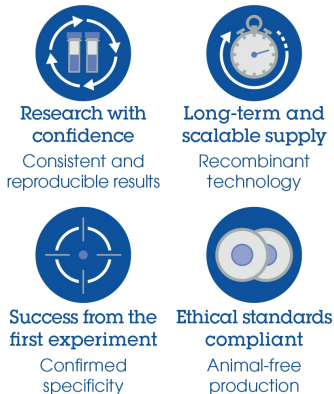 Research with
confidence
Consistent and
reproducible results
Long-term and
scalable supply
Recombinant
technology
Success from the
first experiment
Confirmed
specificity
Ethical standards
compliant
Animal-free
production